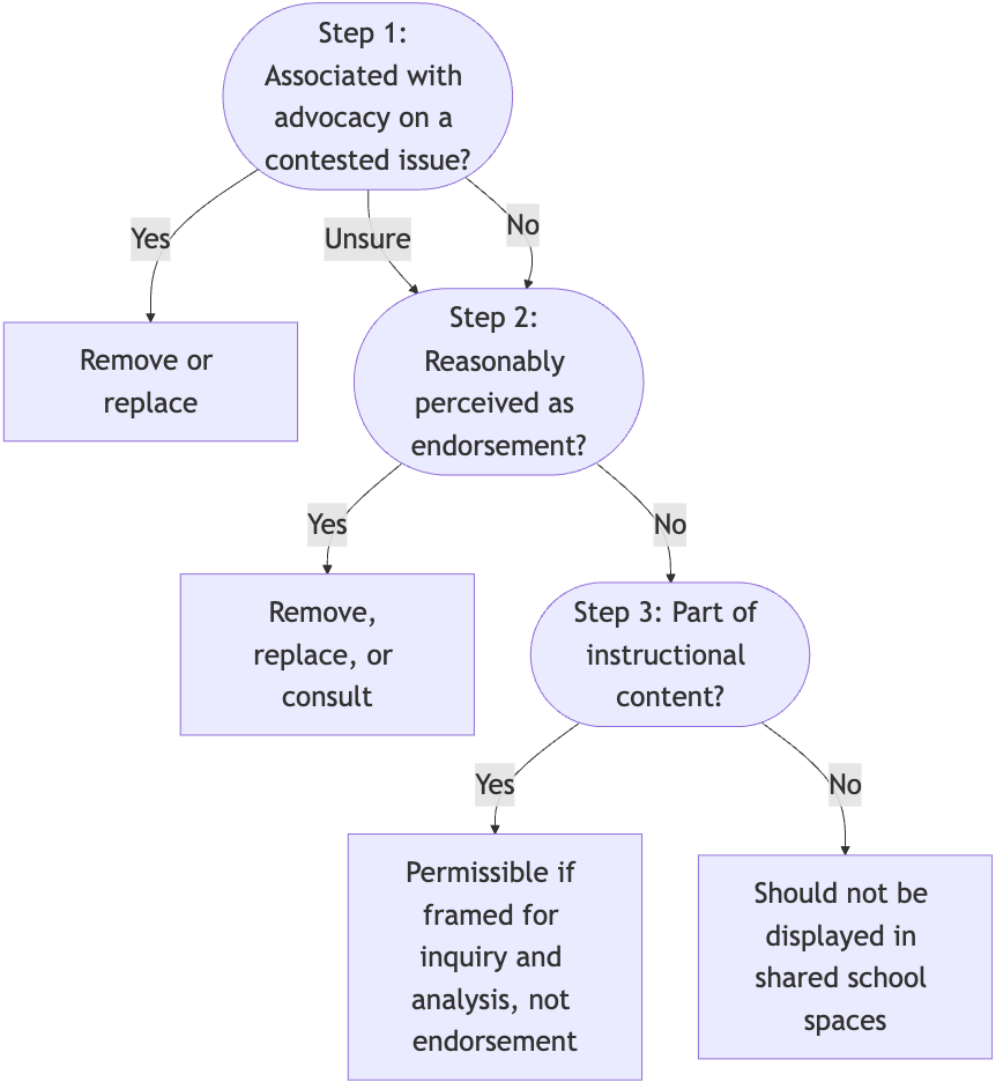 Step 1:
Associated with
advocacy on a
contested issue?
Yes
Unsure
No
Remove or
replace
Step 2:
Reasonably
perceived as
endorsement?
Yes
No
Remove,
replace, or
consult
Step 3: Part of
instructional
content?
Yes
No
Permissible if
framed for
inquiry and
analysis, not
endorsement
Should not be
displayed in
shared school
spaces